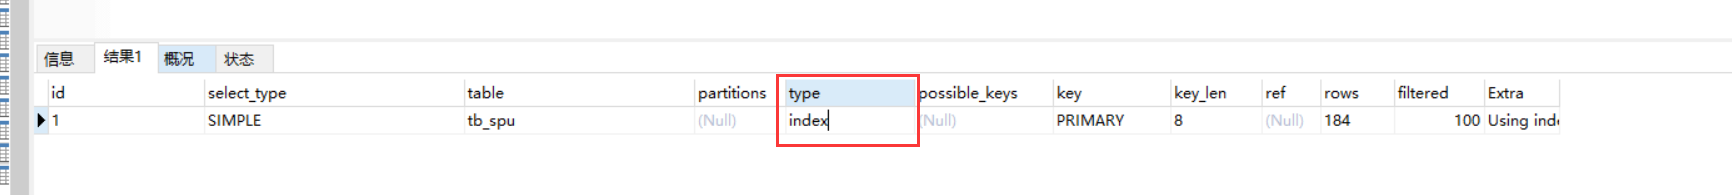 信息 结果1 概况 状态
id select_type table partitions type possible_keys key key_len ref rows filtered Extra
1 SIMPLE tb_spu (Null) index (Null) PRIMARY 8 (Null) 184 100 Using